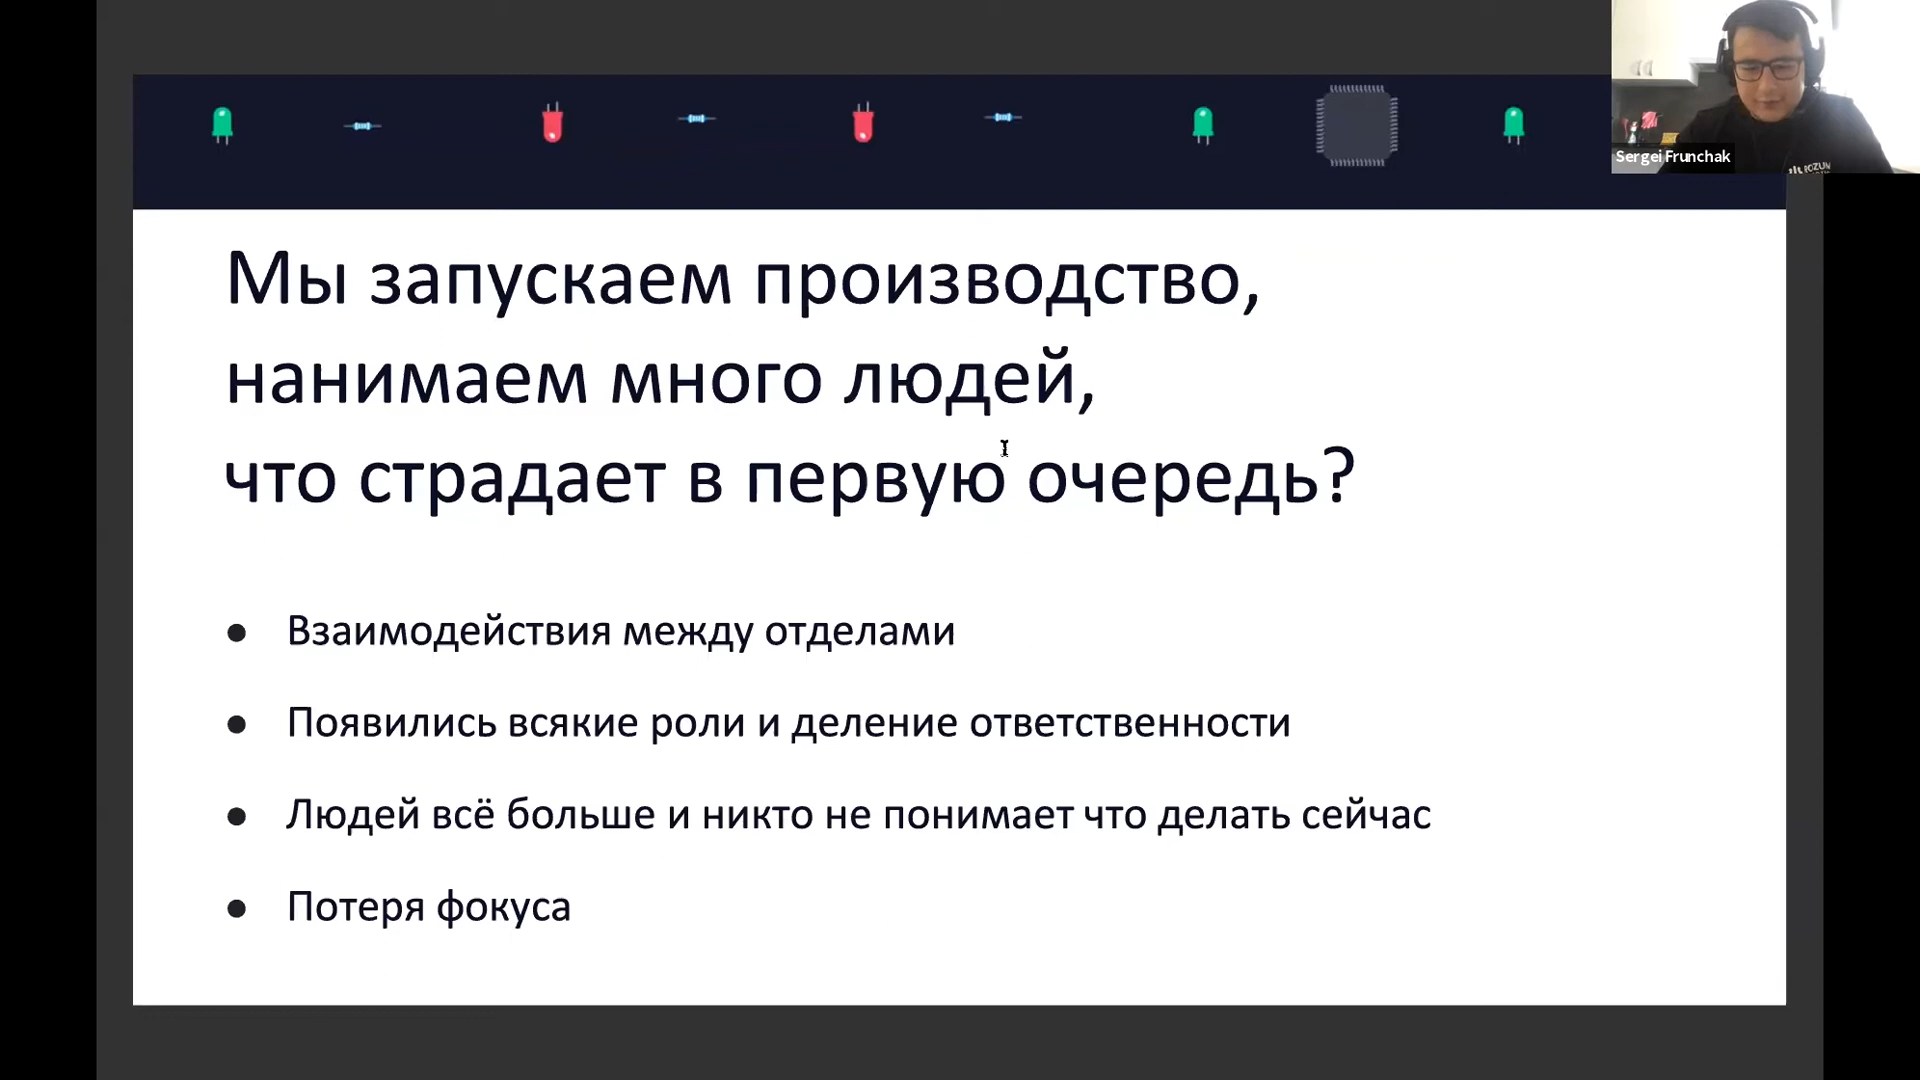 Sergei Frunchak
Мы запускаем производство,
нанимаем много людей,
что страдает в первую очередь?
● Взаимодействия между отделами
● Появились всякие роли и деление ответственности
● Людей всё больше и никто не понимает что делать сейчас
● Потеря фокуса